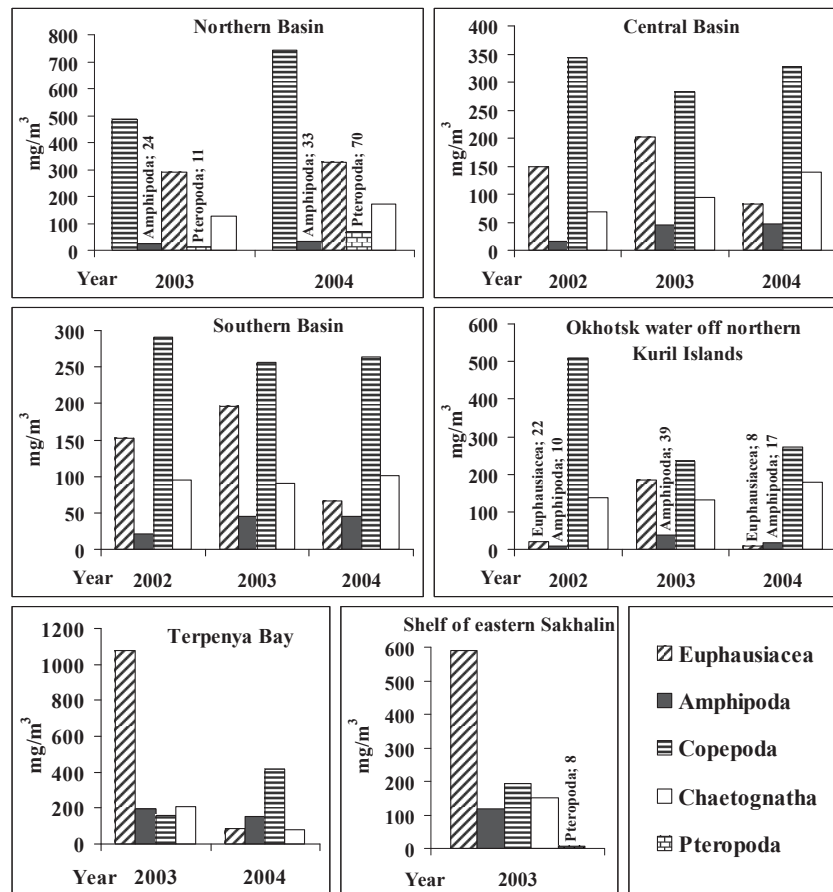 Northern Basin
mg/m³
800
700
600
500
400
300
200
100
0
Amphipoda; 24
Pteropoda; 11
Amphipoda; 33
Pteropoda; 70
Year 2003 2004
Central Basin
mg/m³
400
350
300
250
200
150
100
50
0
Year 2002 2003 2004
Southern Basin
mg/m³
300
250
200
150
100
50
0
Year 2002 2003 2004
Okhotsk water off northern
Kuril Islands
mg/m³
600
500
400
300
200
100
0
Euphausiacea; 22
Amphipoda; 10
Amphipoda; 39
Euphausiacea; 8
Amphipoda; 17
Year 2002 2003 2004
Terpenya Bay
mg/m³
1200
1000
800
600
400
200
0
Year 2003 2004
Shelf of eastern Sakhalin
mg/m³
600
500
400
300
200
100
0
Pteropoda; 8
Year 2003
Euphausiacea
Amphipoda
Copepoda
Chaetognatha
Pteropoda